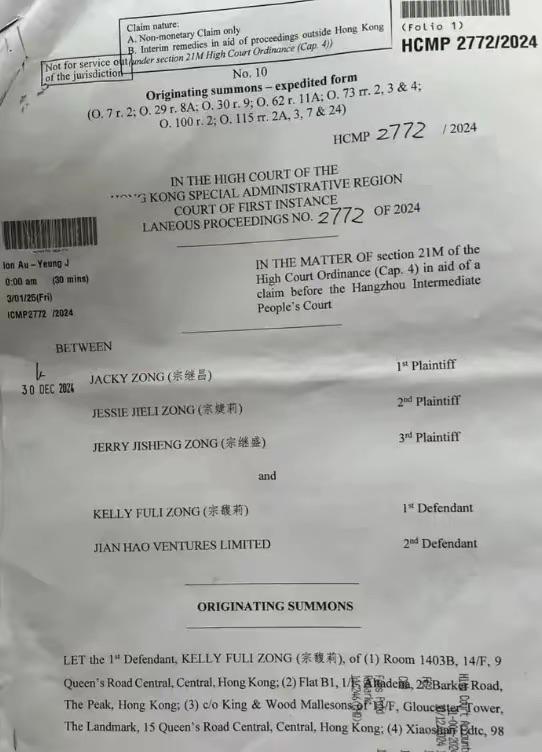 Claim nature:
A. Non-monetary Claim only
B. Interim remedies in aid of proceedings outside Hong Kong
(under section 21M High Court Ordinance (Cap. 4))
Not for service out
of the jurisdiction
(Folio 1)
HCMP 2772/2024
No. 10
Originating summons – expedited form
(O. 7 r. 2; O. 29 r. 8A; O. 30 r. 9; O. 62 r. 11A; O. 73 rr. 2, 3 & 4;
O. 100 r. 2; O. 115 rr. 2A, 3, 7 & 24)
HCMP 2772 / 2024
IN THE HIGH COURT OF THE
KONG SPECIAL ADMINISTRATIVE REGION
COURT OF FIRST INSTANCE
LANEOUS PROCEEDINGS NO. 2772 OF 2024
Ion Au-Yeung J
0:00 am (30 mins)
3/01/25(Fri)
ICMP2772 /2024
IN THE MATTER OF section 21M of the
High Court Ordinance (Cap. 4) in aid of a
claim before the Hangzhou Intermediate
People's Court
BETWEEN
30 DEC 2024
JACKY ZONG (宗继昌) 1st Plaintiff
JESSIE JIELI ZONG (宗婕莉) 2nd Plaintiff
JERRY JISHENG ZONG (宗继盛) 3rd Plaintiff
and
KELLY FULI ZONG (宗馥莉) 1st Defendant
JIAN HAO VENTURES LIMITED 2nd Defendant
ORIGINATING SUMMONS
LET the 1st Defendant, KELLY FULI ZONG (宗馥莉), of (1) Room 1403B, 14/F, 9
Queen's Road Central, Central, Hong Kong; (2) Flat B1, 1/F, Altadena, 27 Barker Road,
The Peak, Hong Kong; (3) c/o King & Wood Mallesons of 13/F, Gloucester Tower,
The Landmark, 15 Queen's Road Central, Central, Hong Kong; (4) Xiaoshan Edtc, 98